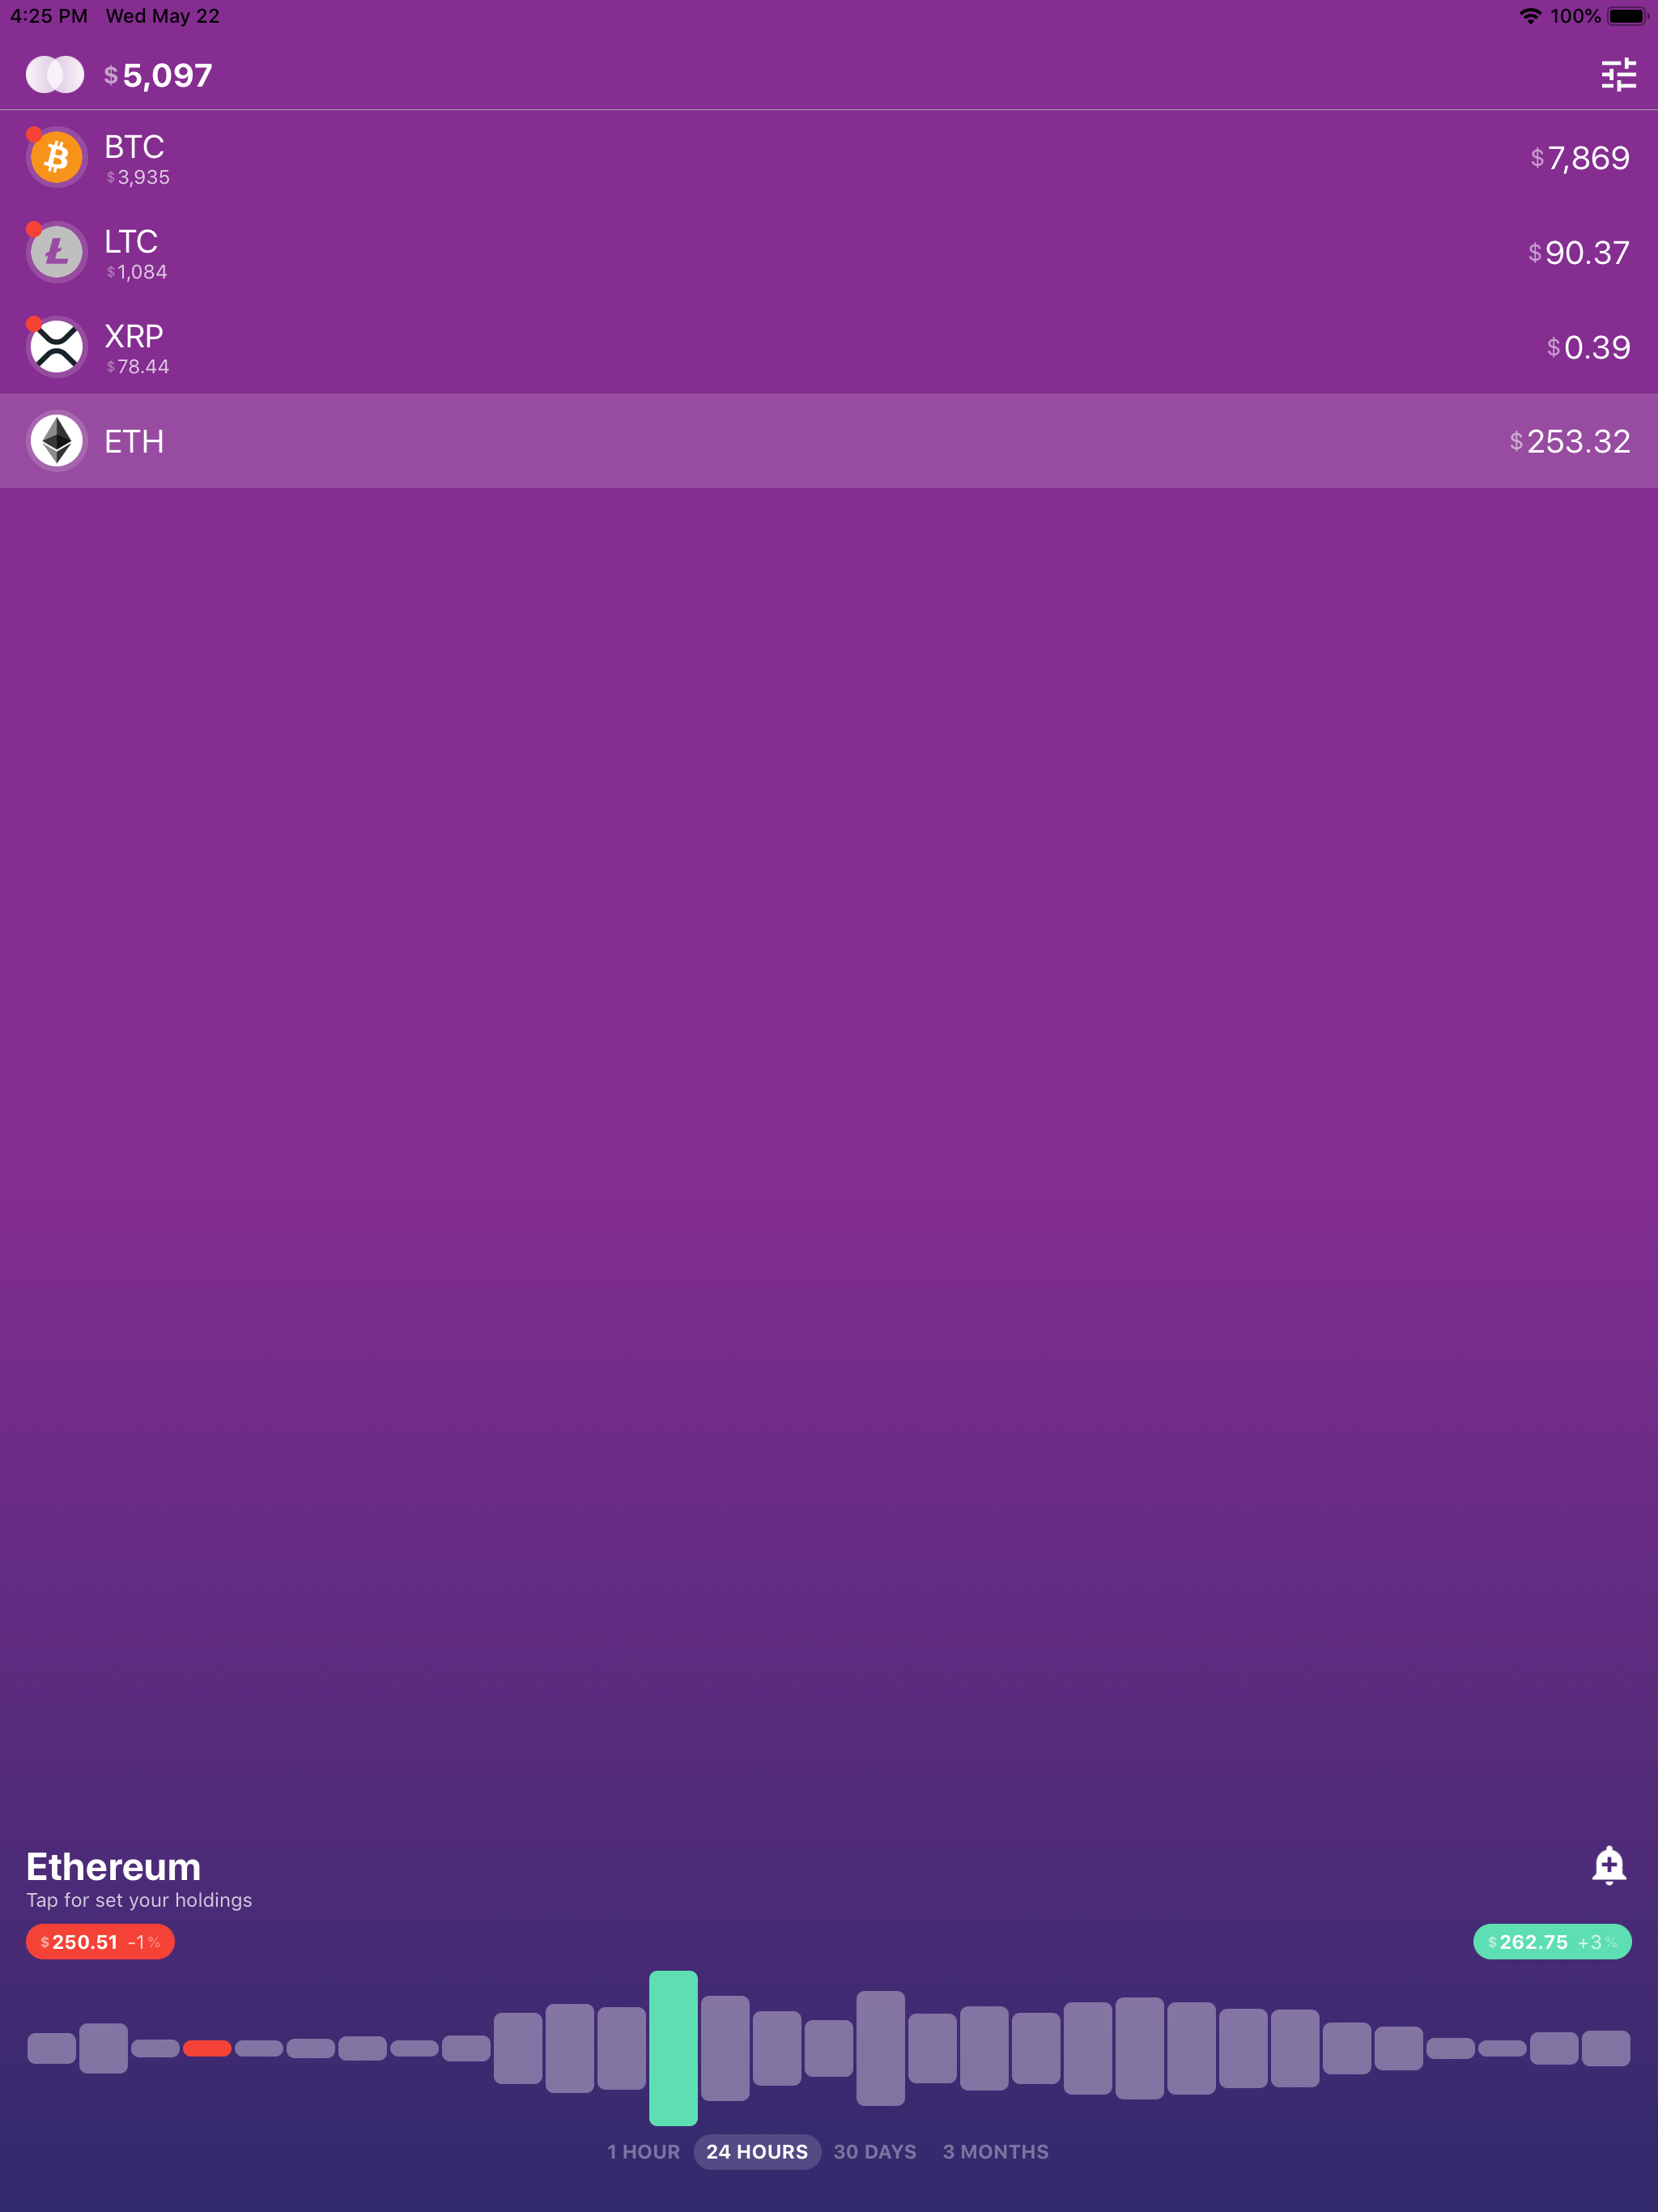 4:25 PM Wed May 22 100%
$5,097
BTC
$3,935
$7,869
LTC
$1,084
$90.37
XRP
$78.44
$0.39
ETH
$253.32
Ethereum
Tap for set your holdings
$250.51 -1%
$262.75 +3%
1 HOUR 24 HOURS 30 DAYS 3 MONTHS